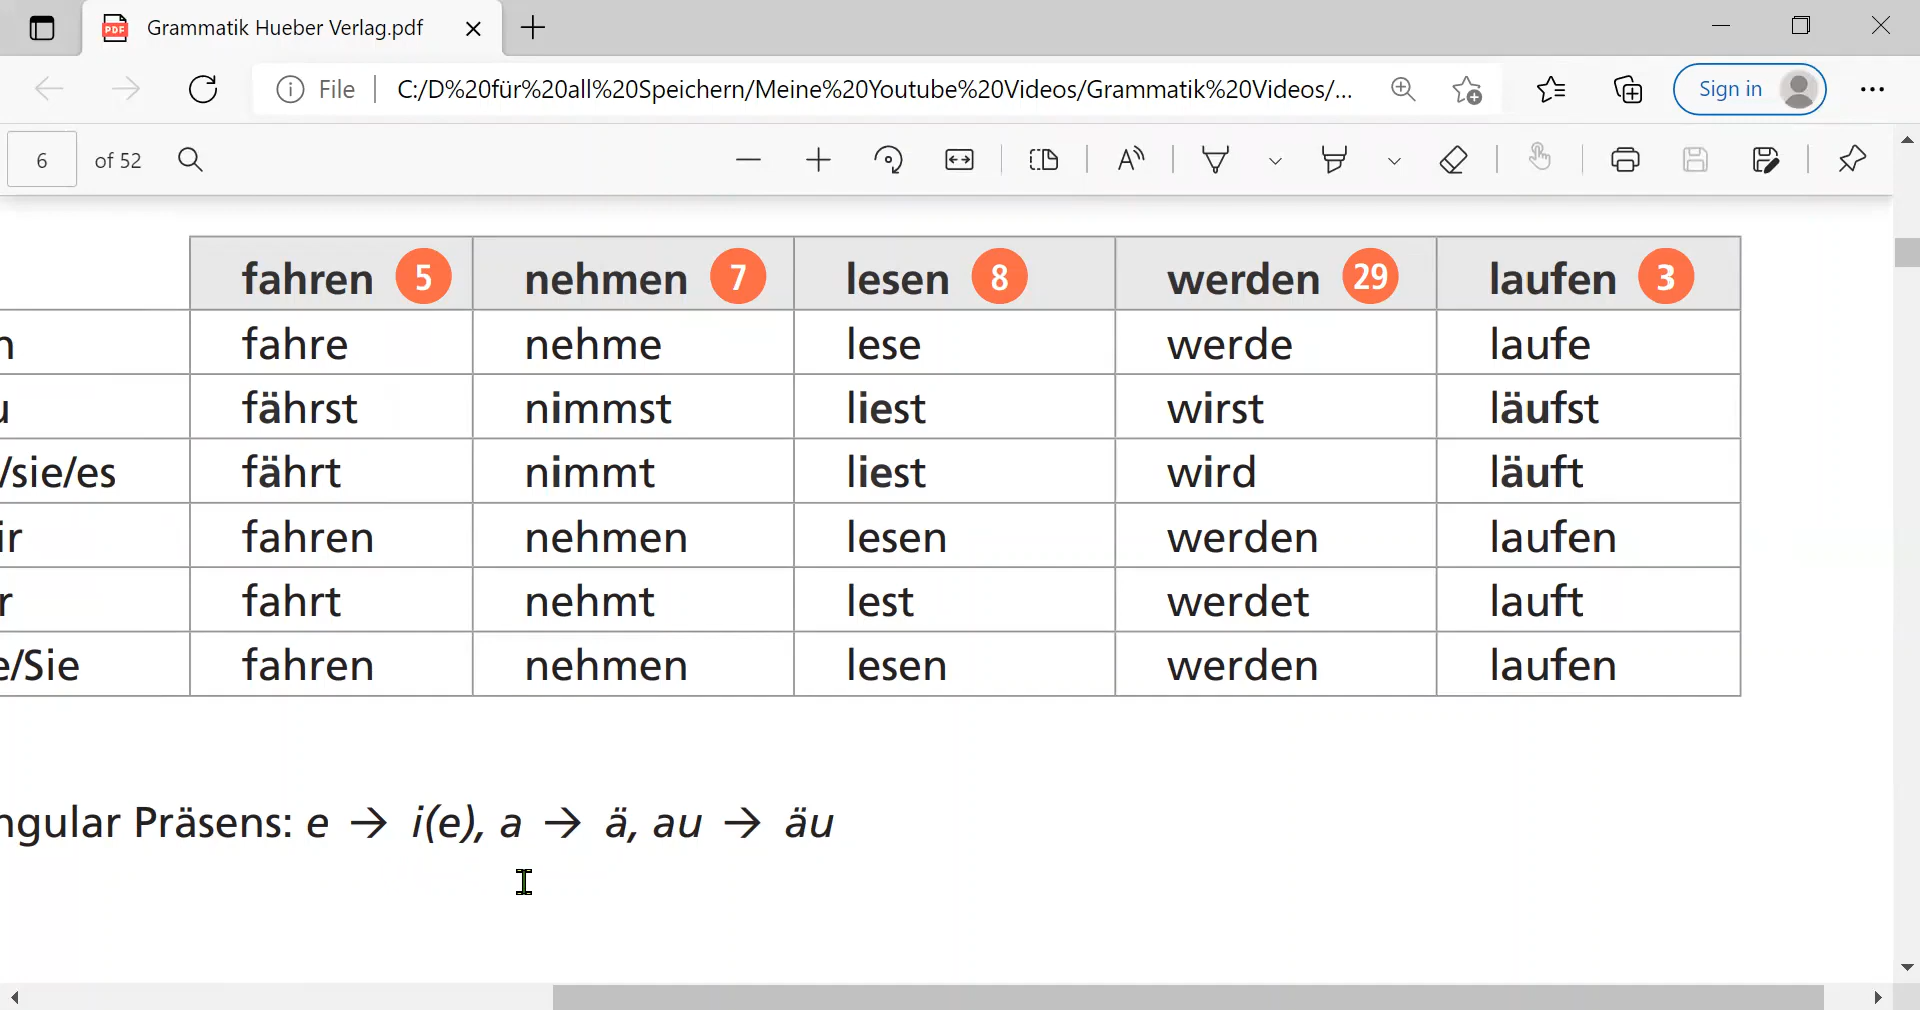 Grammatik Hueber Verlag.pdf
File C:/D%20für%20all%20Speichern/Meine%20Youtube%20Videos/Grammatik%20Videos/... Sign in
6 of 52
fahren 5 nehmen 7 lesen 8 werden 29 laufen 3
fahre nehme lese werde laufe
fährst nimmst liest wirst läufst
/sie/es fährt nimmt liest wird läuft
ir fahren nehmen lesen werden laufen
r fahrt nehmt lest werdet lauft
e/Sie fahren nehmen lesen werden laufen
ngular Präsens: e → i(e), a → ä, au → äu